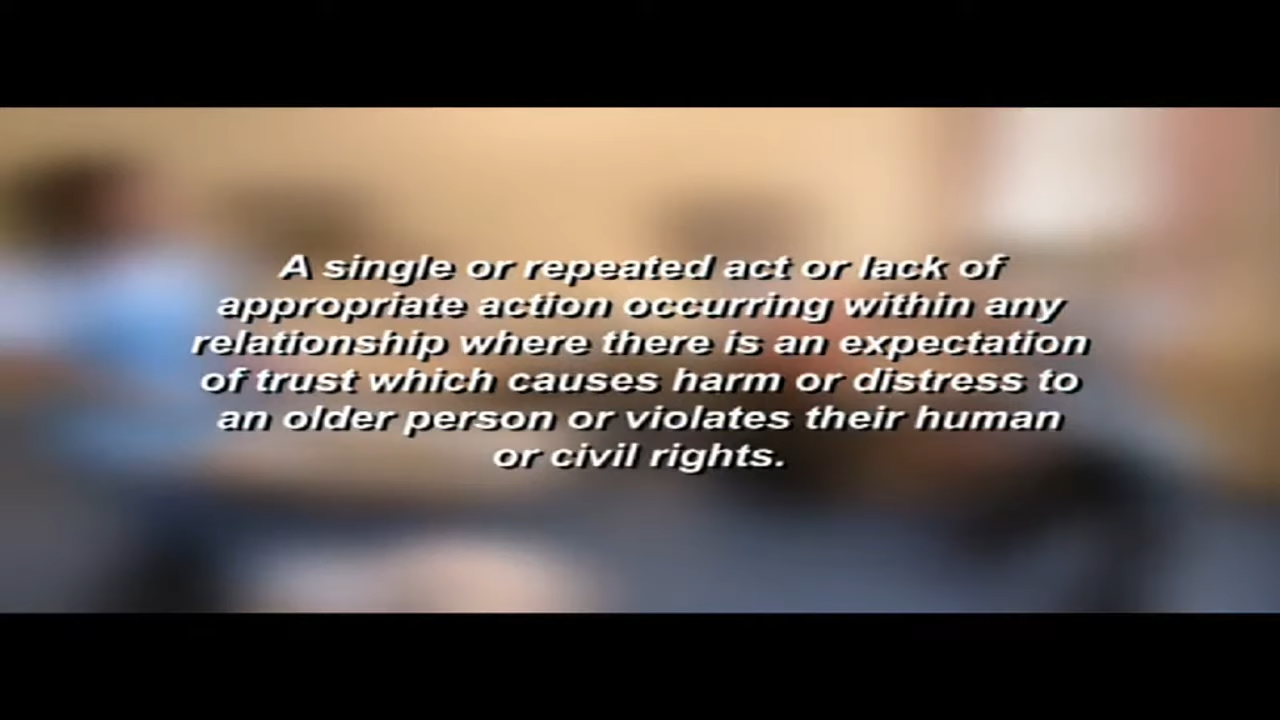 A single or repeated act or lack of
appropriate action occurring within any
relationship where there is an expectation
of trust which causes harm or distress to
an older person or violates their human
or civil rights.